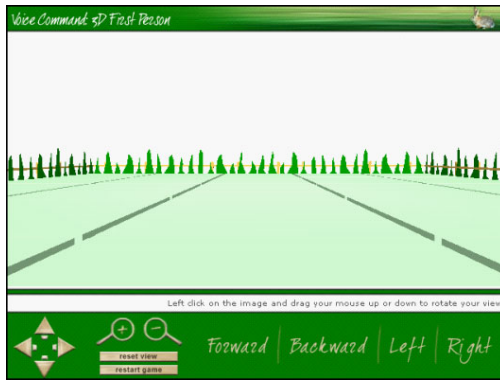 Voice Command: 3D First Person
Left click on the image and drag your mouse up or down to rotate your view
reset view
restart game
Forward Backward Left Right